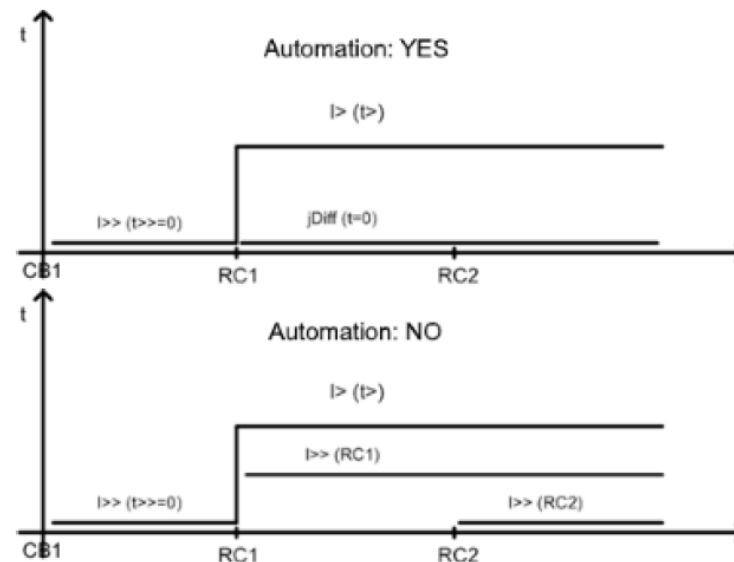 t
Automation: YES
I> (t>)
I>> (t>>=0)
jDiff (t=0)
CB1
RC1
RC2
t
Automation: NO
I> (t>)
I>> (RC1)
I>> (t>>=0)
I>> (RC2)
CB1
RC1
RC2